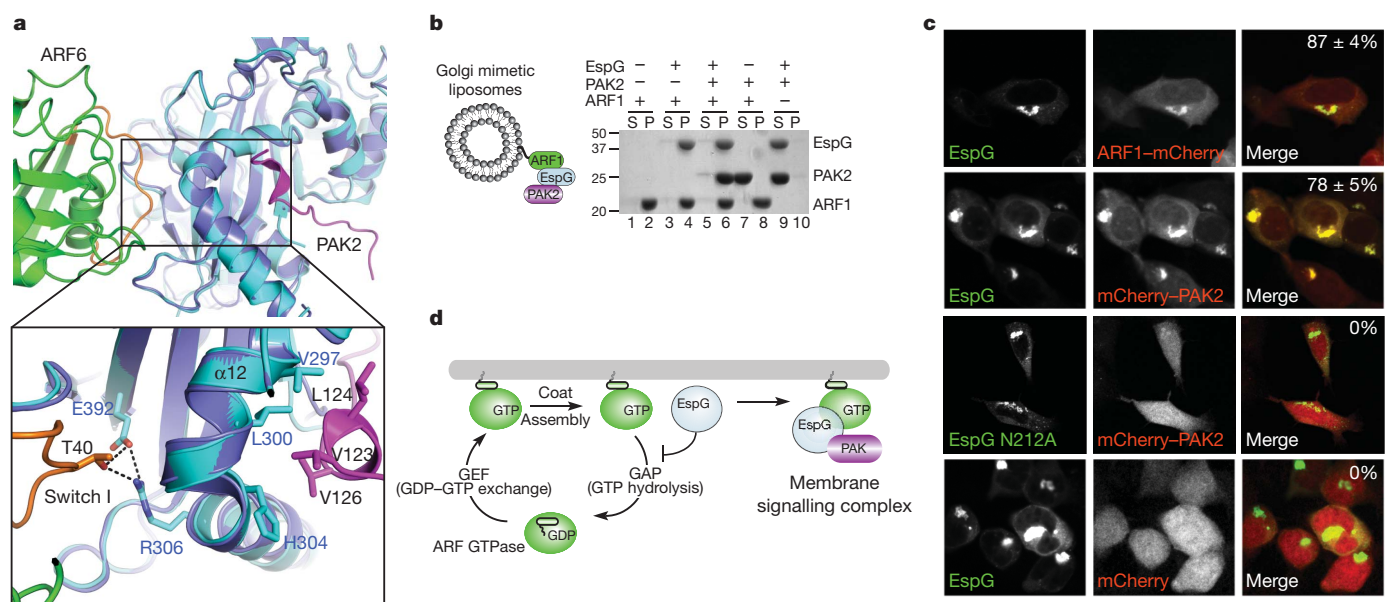 a
ARF6
PAK2
α12
V297
E392
L124
T40
L300
V123
Switch I
V126
R306
H304
b
Golgi mimetic
liposomes
ARF1
EspG
PAK2
EspG – + + – +
PAK2 – – + + +
ARF1 + + + + –
S P S P S P S P S P
50
37
25
20
EspG
PAK2
ARF1
1 2 3 4 5 6 7 8 9 10
c
87 ± 4%
EspG
ARF1–mCherry
Merge
78 ± 5%
EspG
mCherry–PAK2
Merge
0%
EspG N212A
mCherry–PAK2
Merge
0%
EspG
mCherry
Merge
d
GTP
Coat
Assembly
GTP
EspG
GTP
EspG
PAK
GEF
(GDP–GTP exchange)
GAP
(GTP hydrolysis)
Membrane
signalling complex
GDP
ARF GTPase